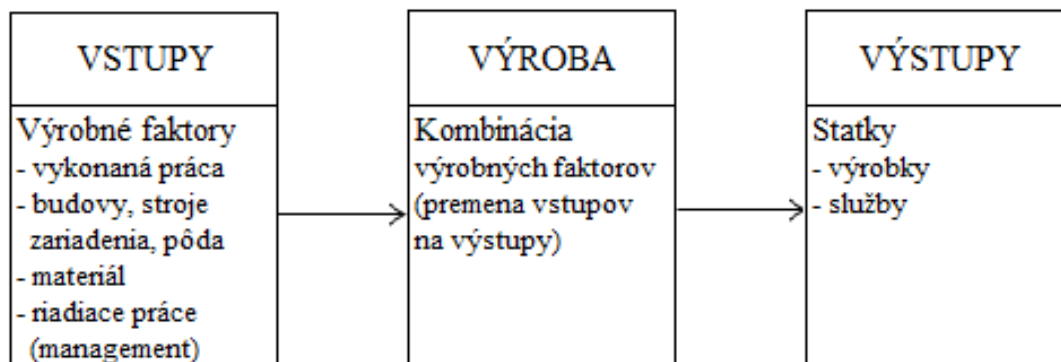 VSTUPY
Výrobné faktory
- vykonaná práca
- budovy, stroje
zariadenia, pôda
- materiál
- riadiace práce
(management)
VÝROBA
Kombinácia
výrobných faktorov
(premena vstupov
na výstupy)
VÝSTUPY
Statky
- výrobky
- služby